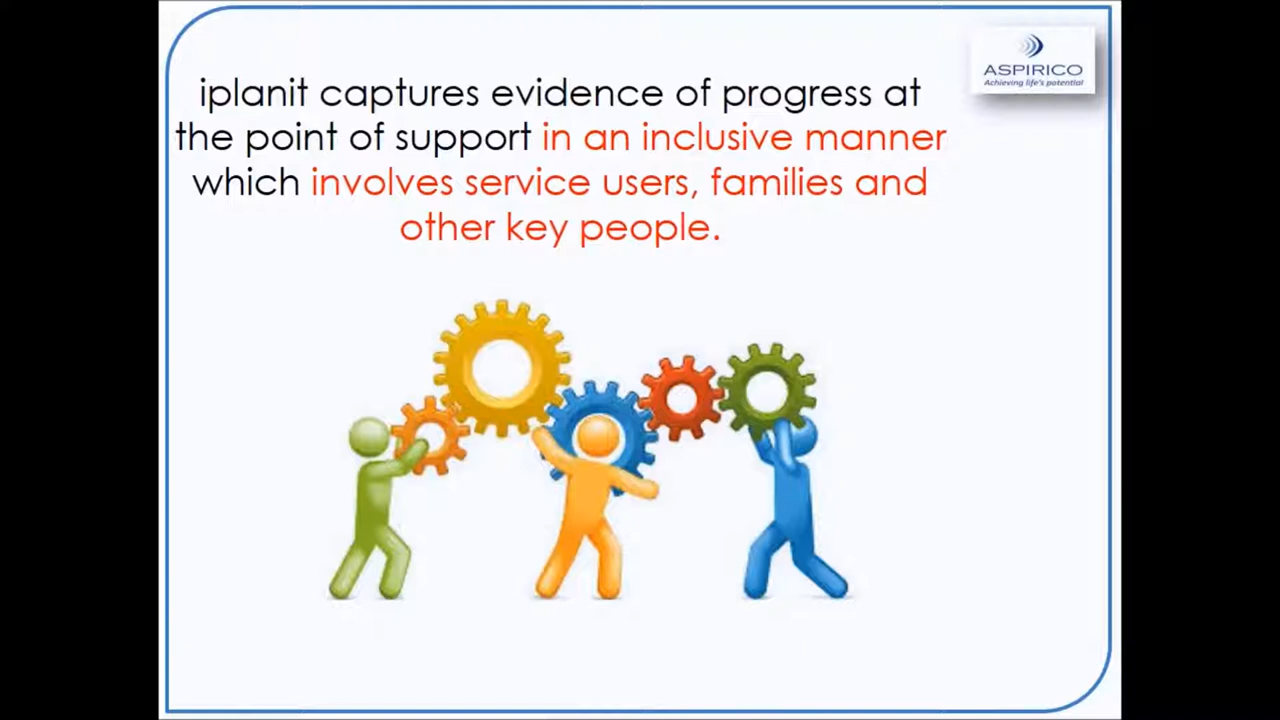 iplanit captures evidence of progress at
the point of support in an inclusive manner
which involves service users, families and
other key people.
ASPIRICO
Achieving life's potential